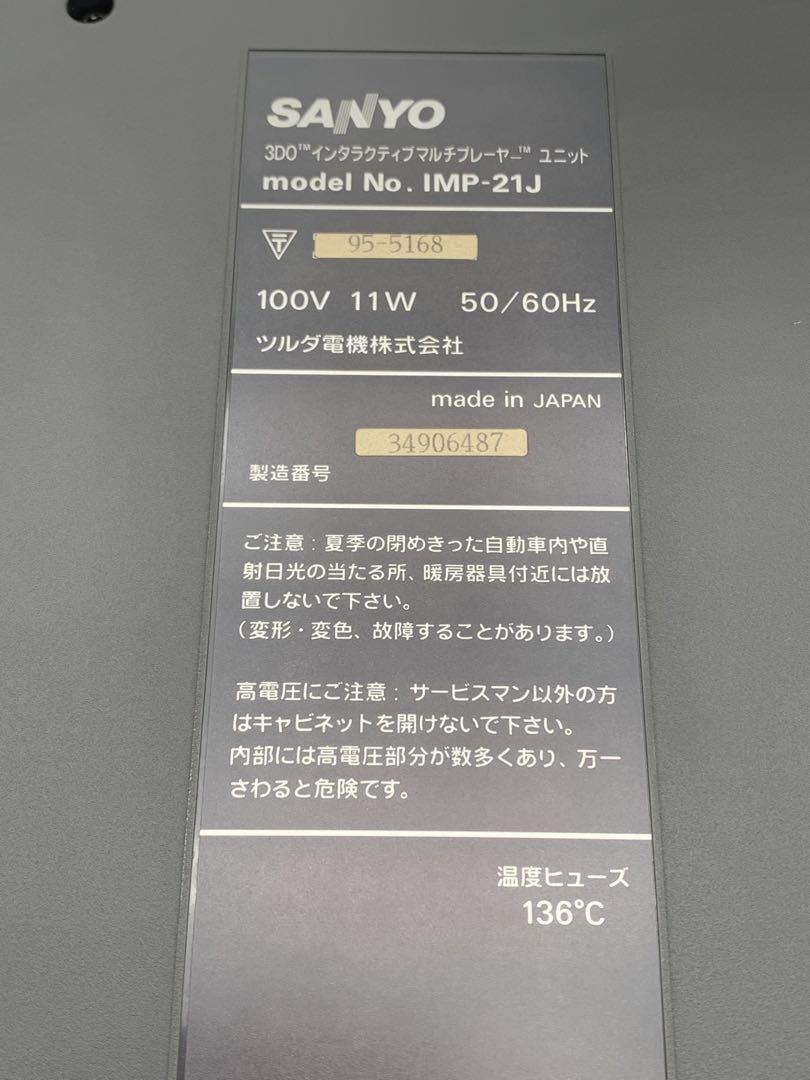 SANYO
3DO™インタラクティブマルチプレーヤー™ ユニット
model No. IMP-21J
〒 95-5168
100V 11W 50/60Hz
ツルダ電機株式会社
made in JAPAN
34906487
製造番号
ご注意：夏季の閉めきった自動車内や直
射日光の当たる所、暖房器具付近には放
置しないで下さい。
（変形・変色、故障することがあります。）
高電圧にご注意：サービスマン以外の方
はキャビネットを開けないで下さい。
内部には高電圧部分が数多くあり、万一
さわると危険です。
温度ヒューズ
136°C